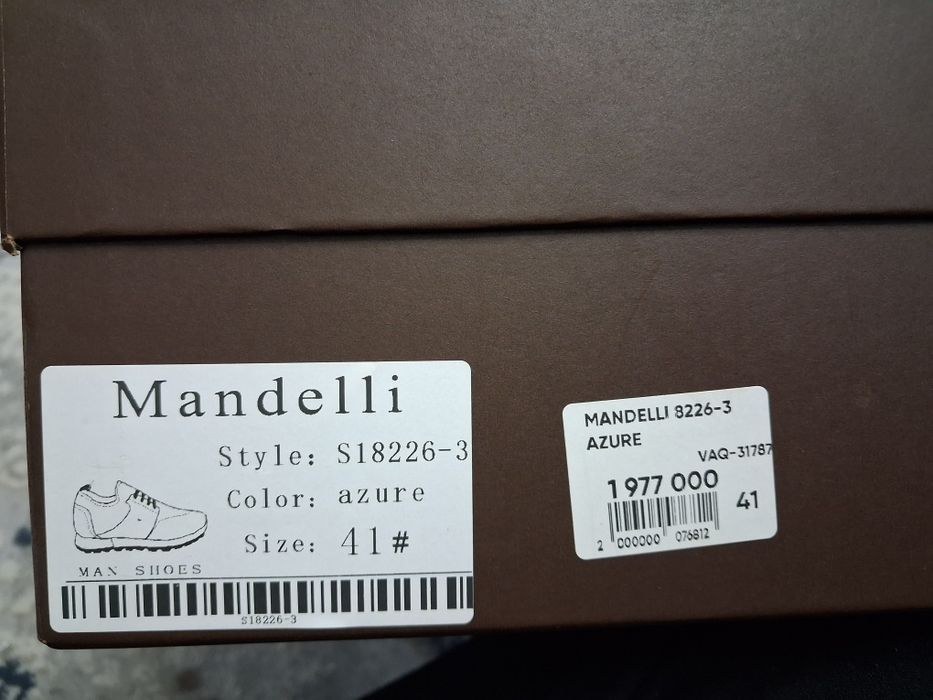 Mandelli
Style: S18226-3
Color: azure
Size: 41#
MAN SHOES
S18226-3
MANDELLI 8226-3
AZURE
VAQ-31787
1 977 000
41
2 000000 076812